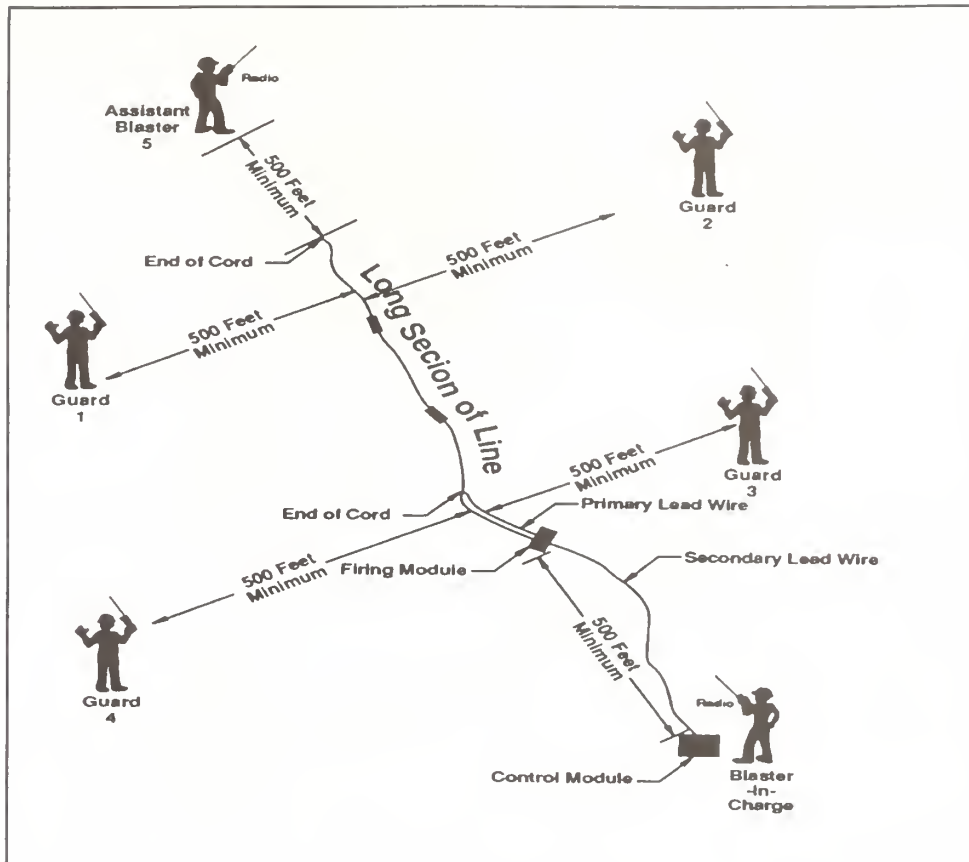 Radio
Assistant
Blaster
5
500 Feet
Minimum
Guard
2
End of Cord
500 Feet
Minimum
500 Feet
Minimum
Long Secion of Line
Guard
1
Guard
3
500 Feet
Minimum
End of Cord
Primary Lead Wire
Firing Module
Secondary Lead Wire
500 Feet
Minimum
500 Feet
Minimum
Guard
4
Radio
Control Module
Blaster
-In-
Charge